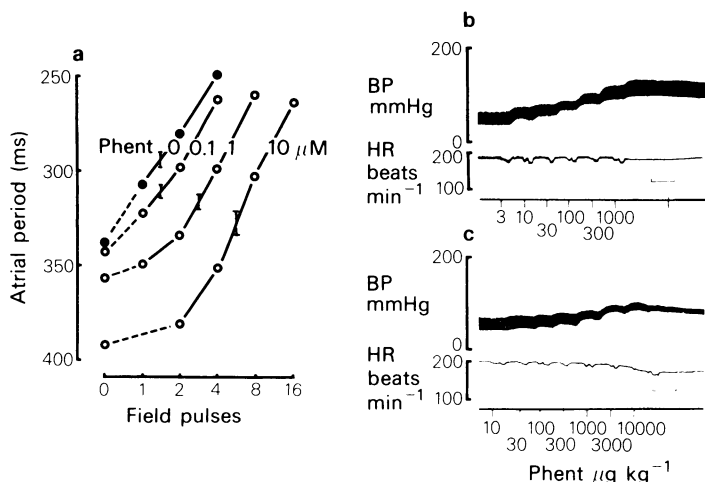 a
250
300
350
400
Atrial period (ms)
Phent 0 0.1 1 10 μM
0 1 2 4 8 16
Field pulses
b
200
BP
mmHg
0
HR
beats
min⁻¹
200
100
3 10 100 1000
30 300
c
200
BP
mmHg
0
HR
beats
min⁻¹
200
100
10 100 1000 10000
30 300 3000
Phent μg kg⁻¹